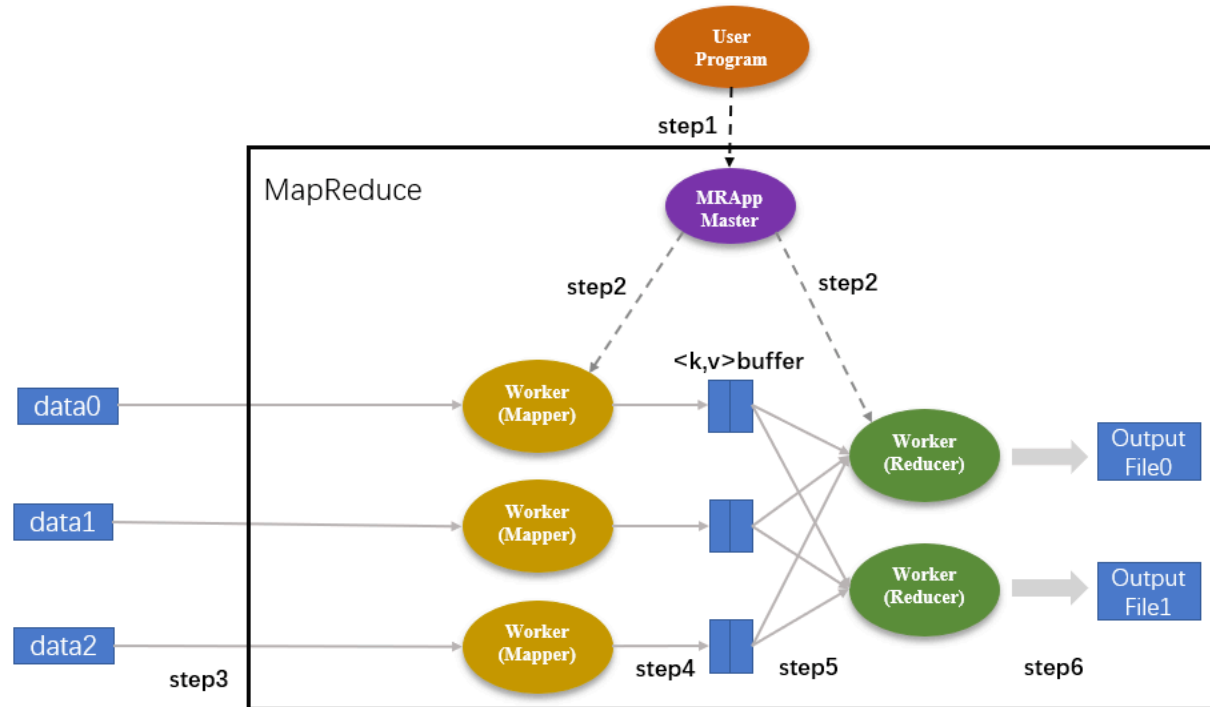 User
Program
step1
MapReduce
MRApp
Master
step2
step2
<k,v>buffer
data0
Worker
(Mapper)
Worker
(Reducer)
Output
File0
data1
Worker
(Mapper)
Worker
(Reducer)
Output
File1
data2
Worker
(Mapper)
step3
step4
step5
step6